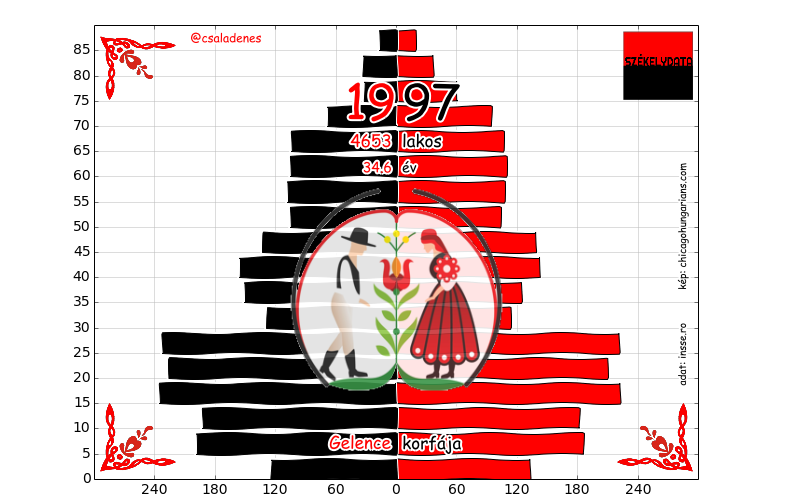 @csaladenes
SZÉKELYDATA
1997
4653 lakos
34.6 év
kép: chicagohungarians.com
adat: insse.ro
Gelence korfája
85
80
75
70
65
60
55
50
45
40
35
30
25
20
15
10
5
0
240 180 120 60 0 60 120 180 240